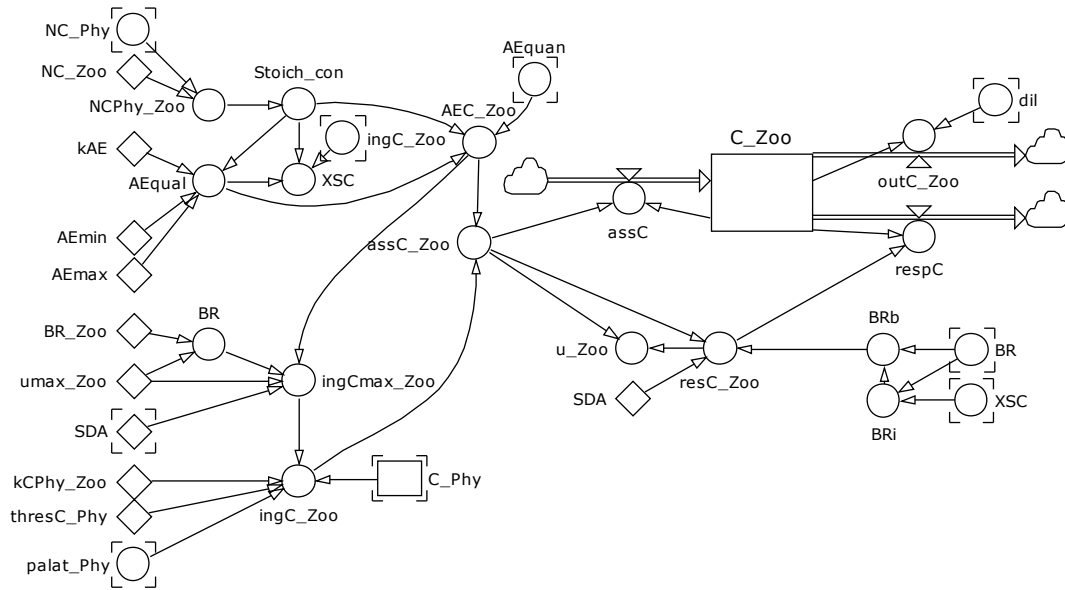 NC_Phy
NC_Zoo
NCPhy_Zoo
Stoich_con
AEquan
AEC_Zoo
ingC_Zoo
kAE
AEqual
XSC
AEmin
AEmax
assC_Zoo
C_Zoo
dil
outC_Zoo
assC
respC
BR_Zoo
BR
umax_Zoo
ingCmax_Zoo
SDA
u_Zoo
resC_Zoo
SDA
BRb
BR
XSC
BRi
kCPhy_Zoo
C_Phy
thresC_Phy
ingC_Zoo
palat_Phy